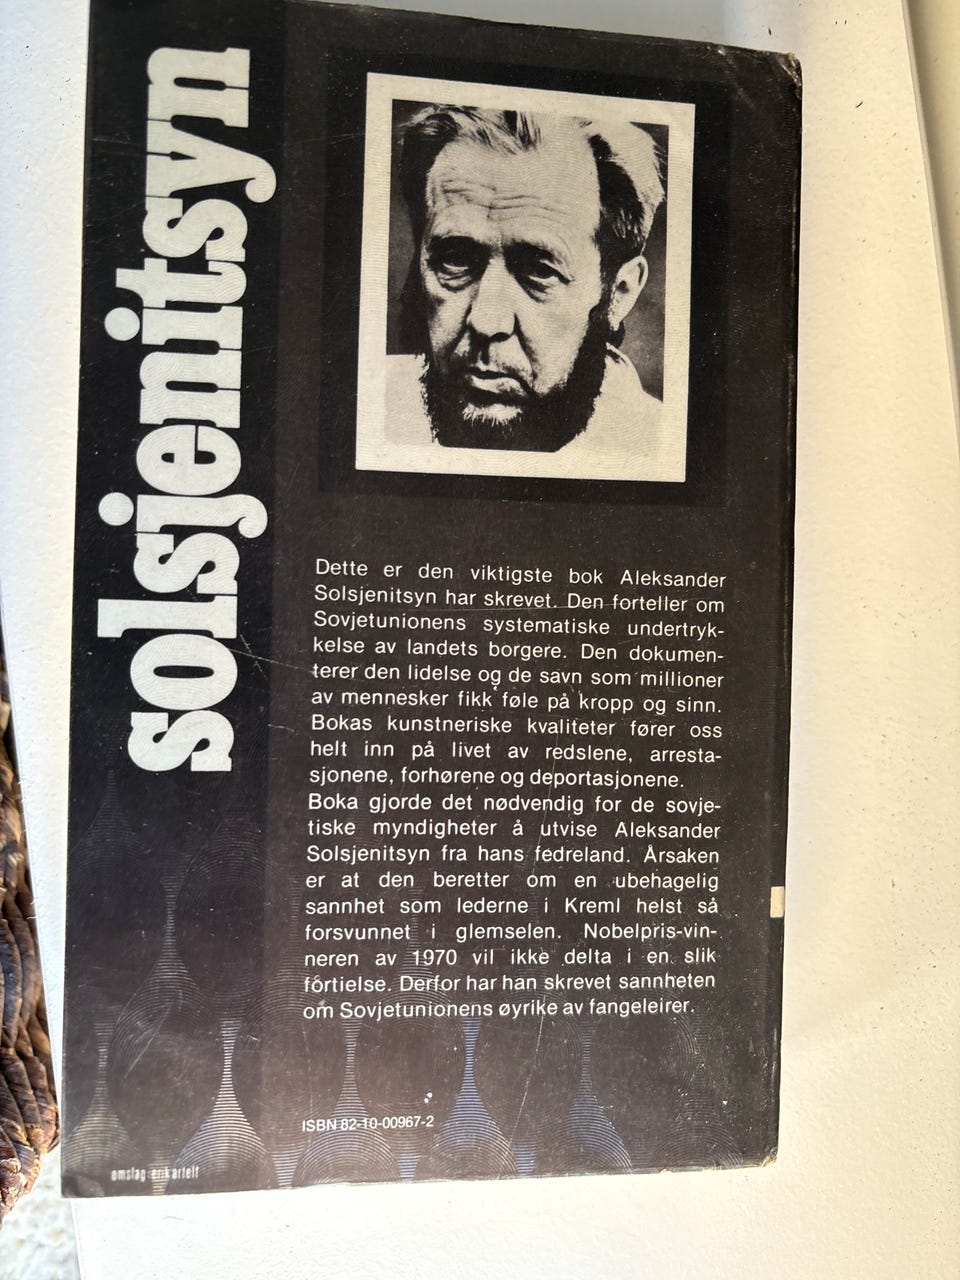 solsjenitsyn
Dette er den viktigste bok Aleksander
Solsjenitsyn har skrevet. Den forteller om
Sovjetunionens systematiske undertryk-
kelse av landets borgere. Den dokumen-
terer den lidelse og de savn som millioner
av mennesker fikk føle på kropp og sinn.
Bokas kunstneriske kvaliteter fører oss
helt inn på livet av redslene, arresta-
sjonene, forhørene og deportasjonene.
Boka gjorde det nødvendig for de sovje-
tiske myndigheter å utvise Aleksander
Solsjenitsyn fra hans fedreland. Årsaken
er at den beretter om en ubehagelig
sannhet som lederne i Kreml helst så
forsvunnet i glemselen. Nobelpris-vin-
neren av 1970 vil ikke delta i en slik
fortielse. Derfor har han skrevet sannheten
om Sovjetunionens øyrike av fangeleirer.
ISBN 82-10-00967-2
omslag erik artelt